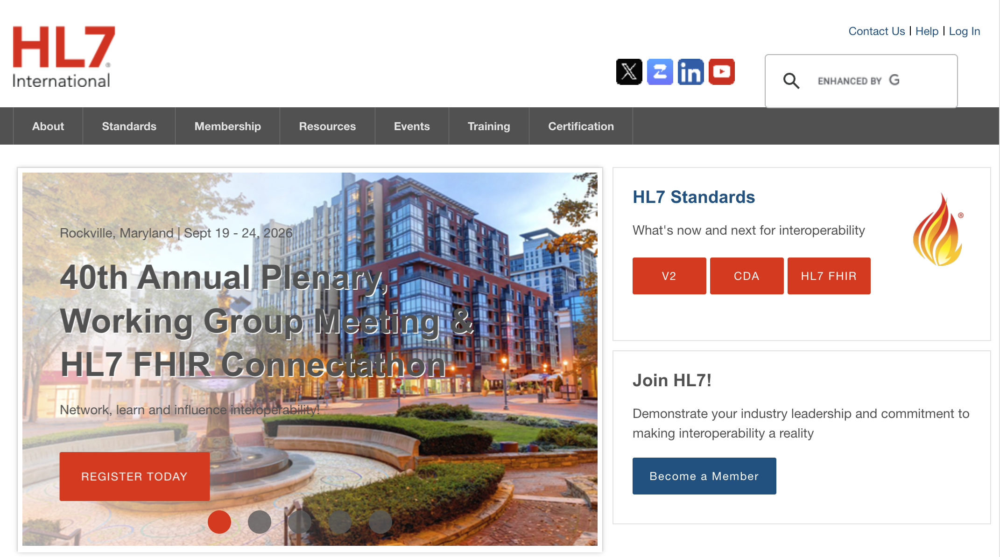 Contact Us | Help | Log In
HL7®
International
X
Z
in
ENHANCED BY G
About
Standards
Membership
Resources
Events
Training
Certification
Rockville, Maryland | Sept 19 - 24, 2026
40th Annual Plenary,
Working Group Meeting &
HL7 FHIR Connectathon
Network, learn and influence interoperability!
REGISTER TODAY
HL7 Standards
®
What's now and next for interoperability
V2
CDA
HL7 FHIR
Join HL7!
Demonstrate your industry leadership and commitment to
making interoperability a reality
Become a Member